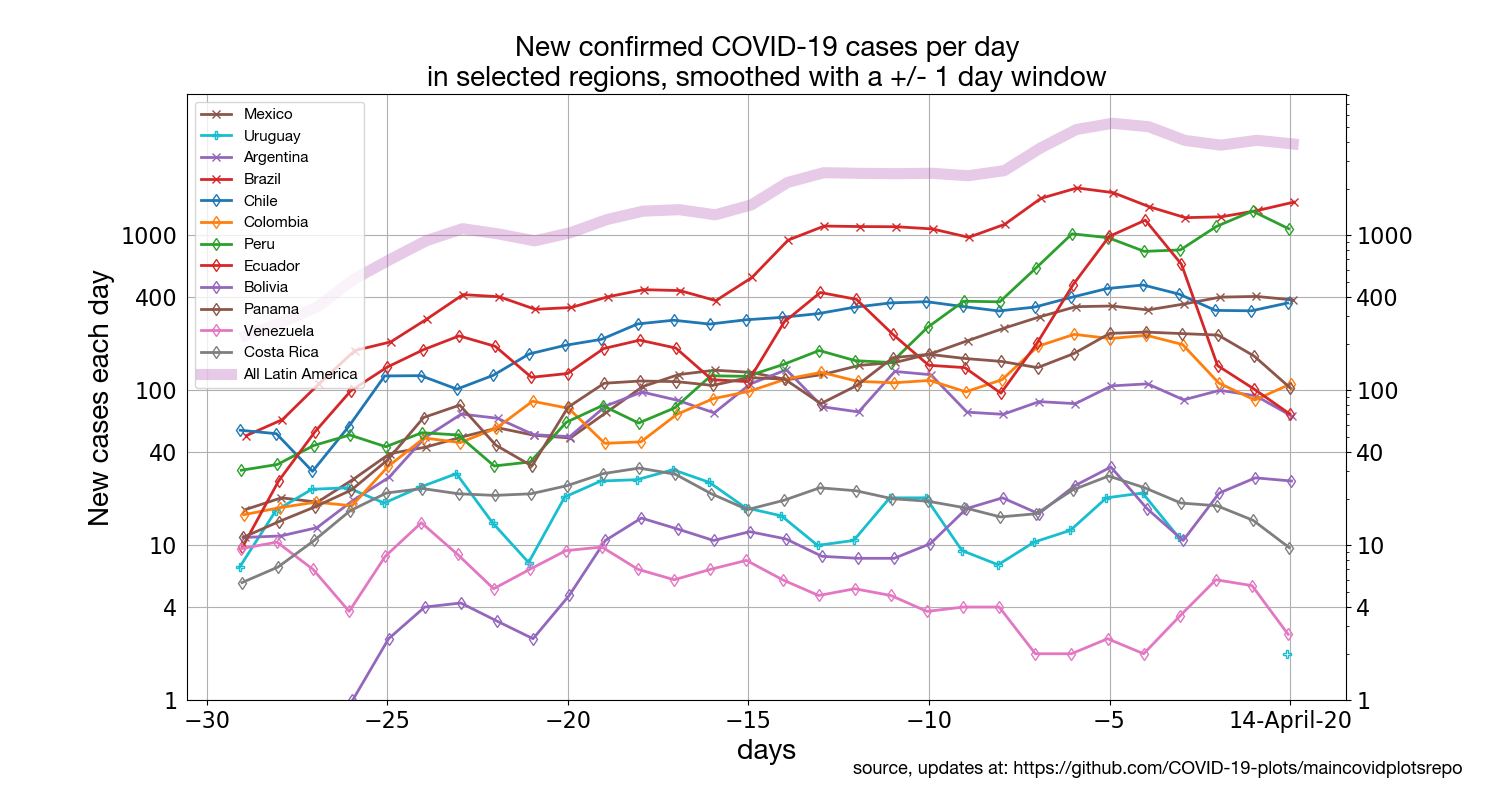 New confirmed COVID-19 cases per day
in selected regions, smoothed with a +/- 1 day window
Mexico
Uruguay
Argentina
Brazil
Chile
Colombia
Peru
Ecuador
Bolivia
Panama
Venezuela
Costa Rica
All Latin America
New cases each day
1000
400
100
40
10
4
1
1000
400
100
40
10
4
1
−30 −25 −20 −15 −10 −5 14-April-20
days
source, updates at: https://github.com/COVID-19-plots/maincovidplotsrepo